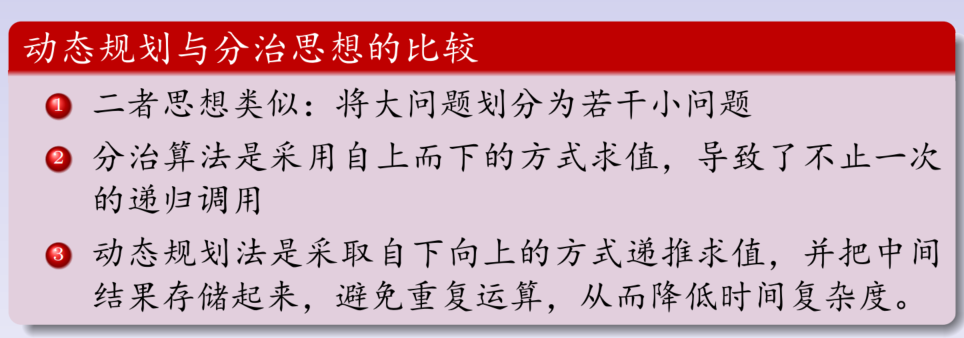 动态规划与分治思想的比较
1 二者思想类似：将大问题划分为若干小问题
2 分治算法是采用自上而下的方式求值，导致了不止一次
的递归调用
3 动态规划法是采取自下向上的方式递推求值，并把中间
结果存储起来，避免重复运算，从而降低时间复杂度。